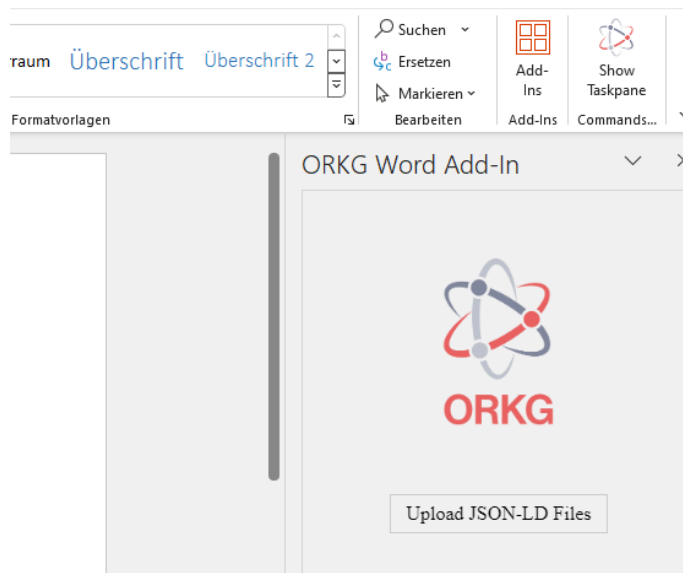 Suchen
raum Überschrift Überschrift 2
Ersetzen
Add-Ins
Show Taskpane
Markieren
Formatvorlagen
Bearbeiten
Add-Ins
Commands...
ORKG Word Add-In
ORKG
Upload JSON-LD Files